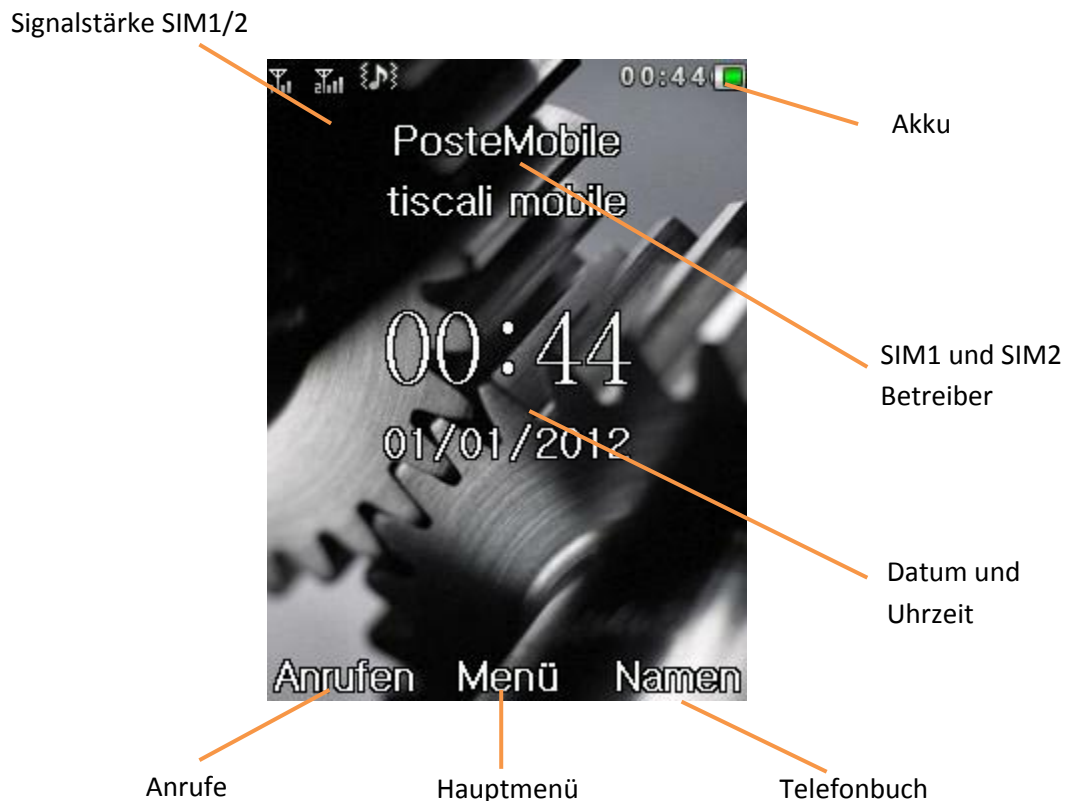 Signalstärke SIM1/2
00:44
Akku
PosteMobile
tiscali mobile
00:44
SIM1 und SIM2
Betreiber
01/01/2012
Datum und
Uhrzeit
Anrufen Menü Namen
Anrufe Hauptmenü Telefonbuch